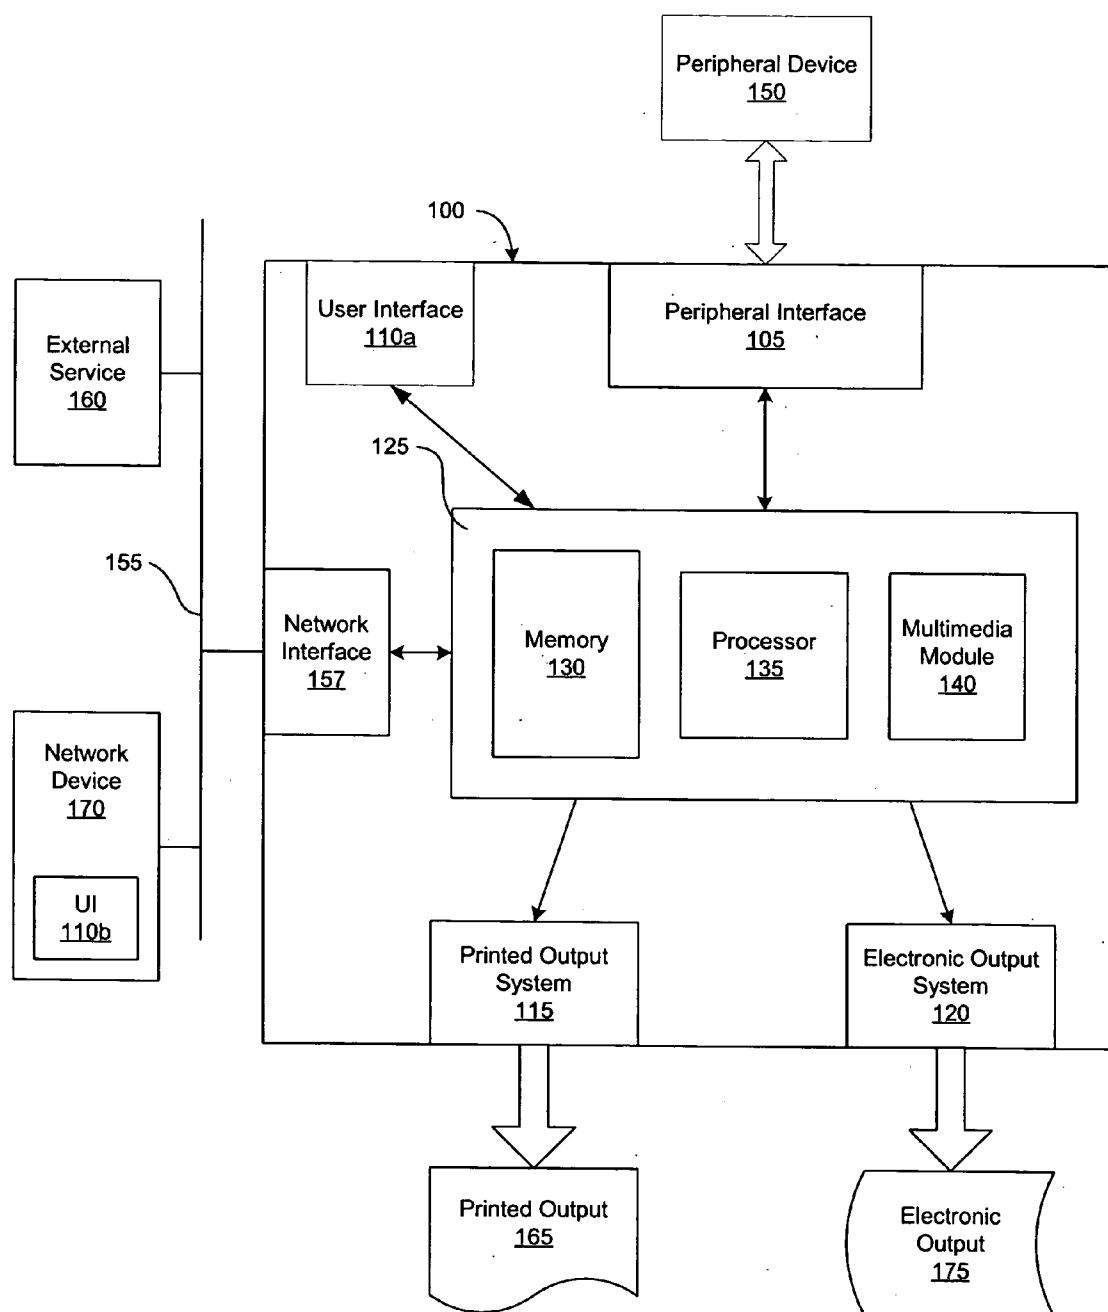 Peripheral Device
150
100
User Interface
110a
Peripheral Interface
105
External
Service
160
125
155
Network
Interface
157
Memory
130
Processor
135
Multimedia
Module
140
Network
Device
170
UI
110b
Printed Output
System
115
Electronic Output
System
120
Printed Output
165
Electronic
Output
175